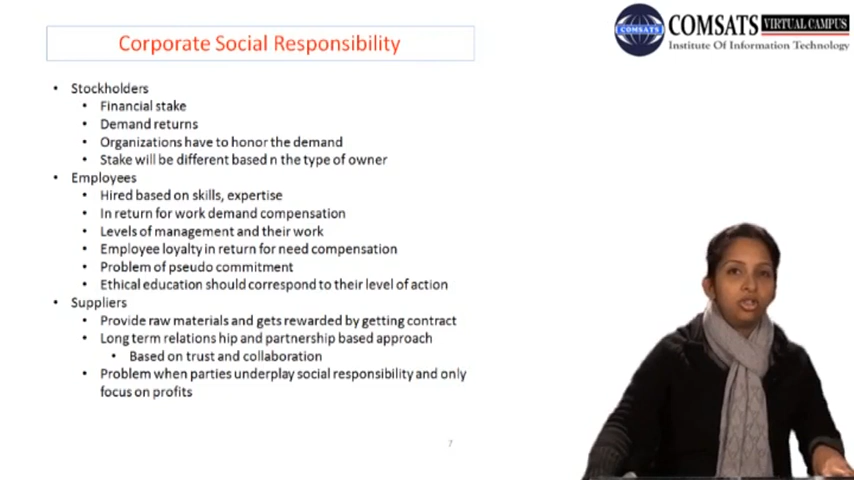 Corporate Social Responsibility
COMSATS
COMSATS VIRTUAL CAMPUS
Institute Of Information Technology
• Stockholders
• Financial stake
• Demand returns
• Organizations have to honor the demand
• Stake will be different based n the type of owner
• Employees
• Hired based on skills, expertise
• In return for work demand compensation
• Levels of management and their work
• Employee loyalty in return for need compensation
• Problem of pseudo commitment
• Ethical education should correspond to their level of action
• Suppliers
• Provide raw materials and gets rewarded by getting contract
• Long term relations hip and partnership based approach
• Based on trust and collaboration
• Problem when parties underplay social responsibility and only
focus on profits
7